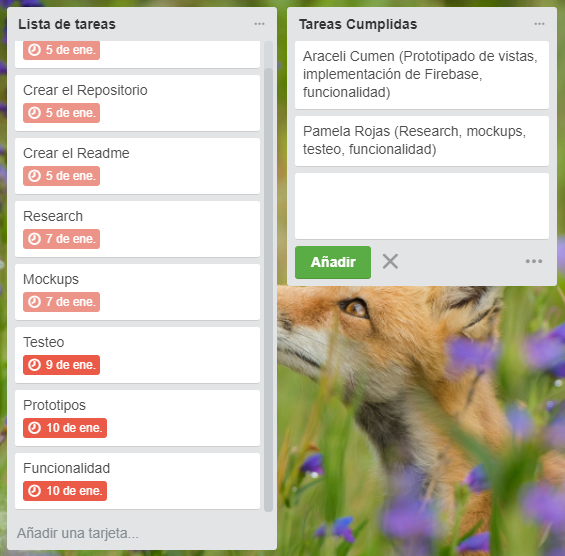 Lista de tareas
5 de ene.
Crear el Repositorio
5 de ene.
Crear el Readme
5 de ene.
Research
7 de ene.
Mockups
7 de ene.
Testeo
9 de ene.
Prototipos
10 de ene.
Funcionalidad
10 de ene.
Añadir una tarjeta...
Tareas Cumplidas
Araceli Cumen (Prototipado de vistas,
implementación de Firebase,
funcionalidad)
Pamela Rojas (Research, mockups,
testeo, funcionalidad)
Añadir